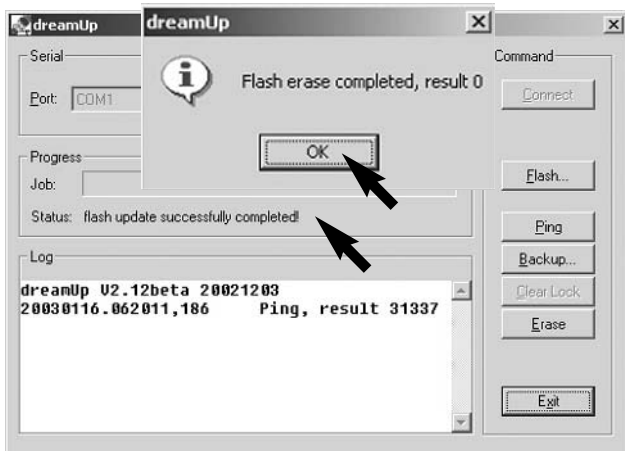 dreamUp
dreamUp
Serial
Port: COM1
Flash erase completed, result 0
OK
Progress
Job:
Status: flash update successfully completed!
Log
dreamUp V2.12beta 20021203
20030116.062011,186 Ping, result 31337
Command
Connect
Flash...
Ping
Backup...
Clear Lock
Erase
Exit